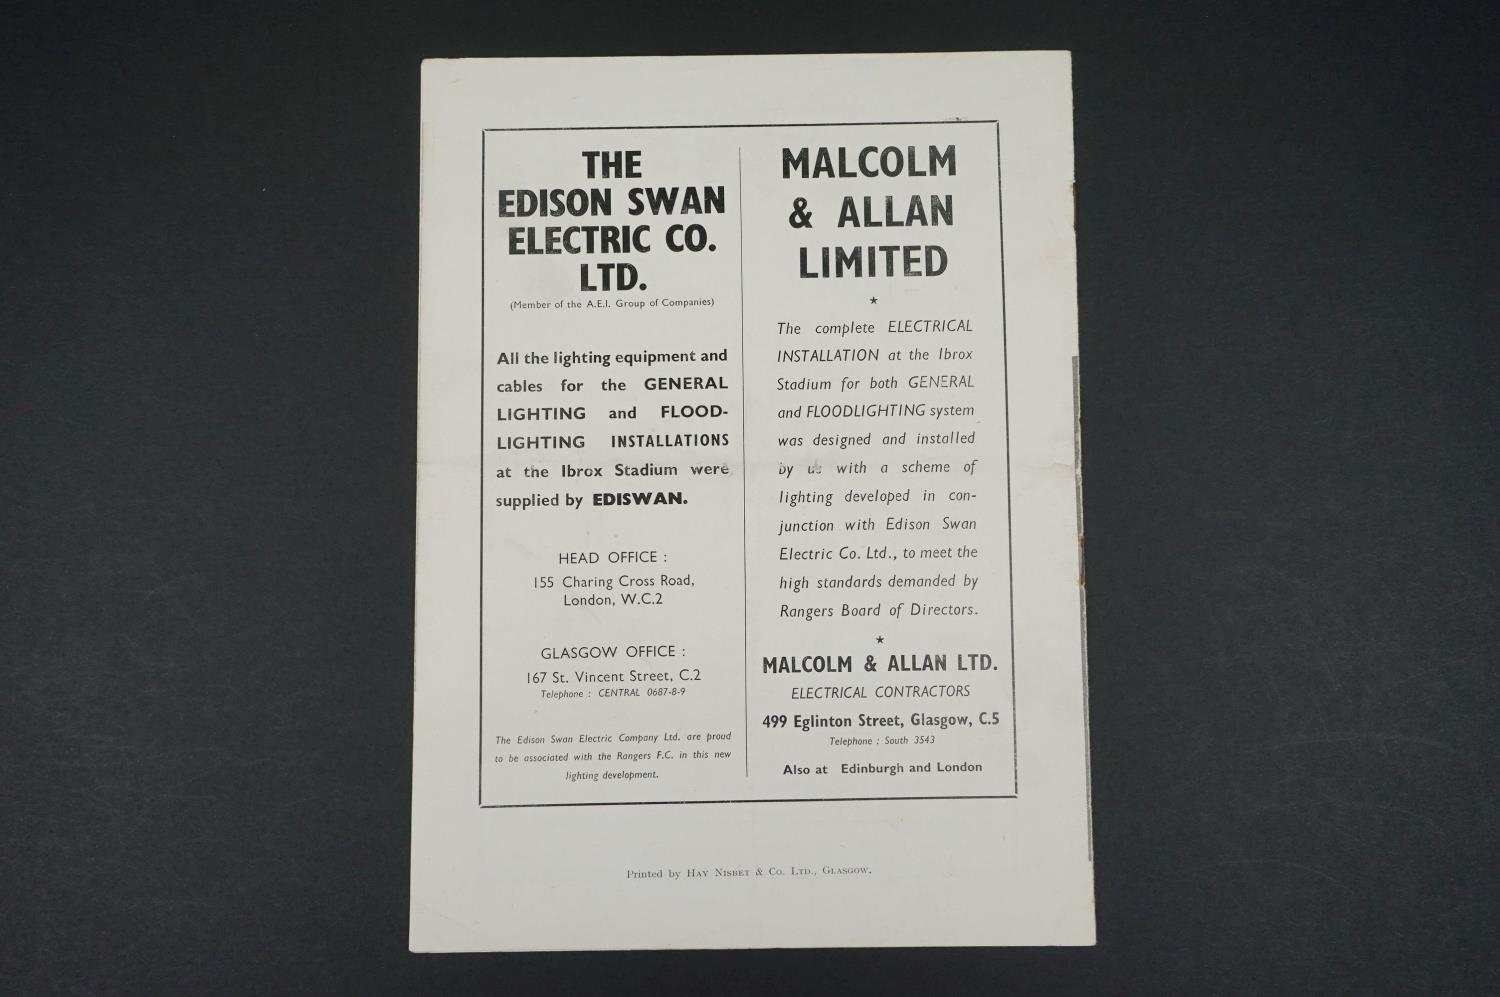 THE
EDISON SWAN
ELECTRIC CO.
LTD.
(Member of the A.E.I. Group of Companies)
All the lighting equipment and
cables for the GENERAL
LIGHTING and FLOOD-
LIGHTING INSTALLATIONS
at the Ibrox Stadium were
supplied by EDISWAN.
HEAD OFFICE :
155 Charing Cross Road,
London, W.C.2
GLASGOW OFFICE :
167 St. Vincent Street, C.2
Telephone : CENTRAL 0687-8-9
The Edison Swan Electric Company Ltd. are proud
to be associated with the Rangers F.C. in this new
lighting development.
MALCOLM
& ALLAN
LIMITED
★
The complete ELECTRICAL
INSTALLATION at the Ibrox
Stadium for both GENERAL
and FLOODLIGHTING system
was designed and installed
by us with a scheme of
lighting developed in con-
junction with Edison Swan
Electric Co. Ltd., to meet the
high standards demanded by
Rangers Board of Directors.
★
MALCOLM & ALLAN LTD.
ELECTRICAL CONTRACTORS
499 Eglinton Street, Glasgow, C.5
Telephone : South 3543
Also at Edinburgh and London
Printed by HAY NISBET & CO. LTD., GLASGOW.